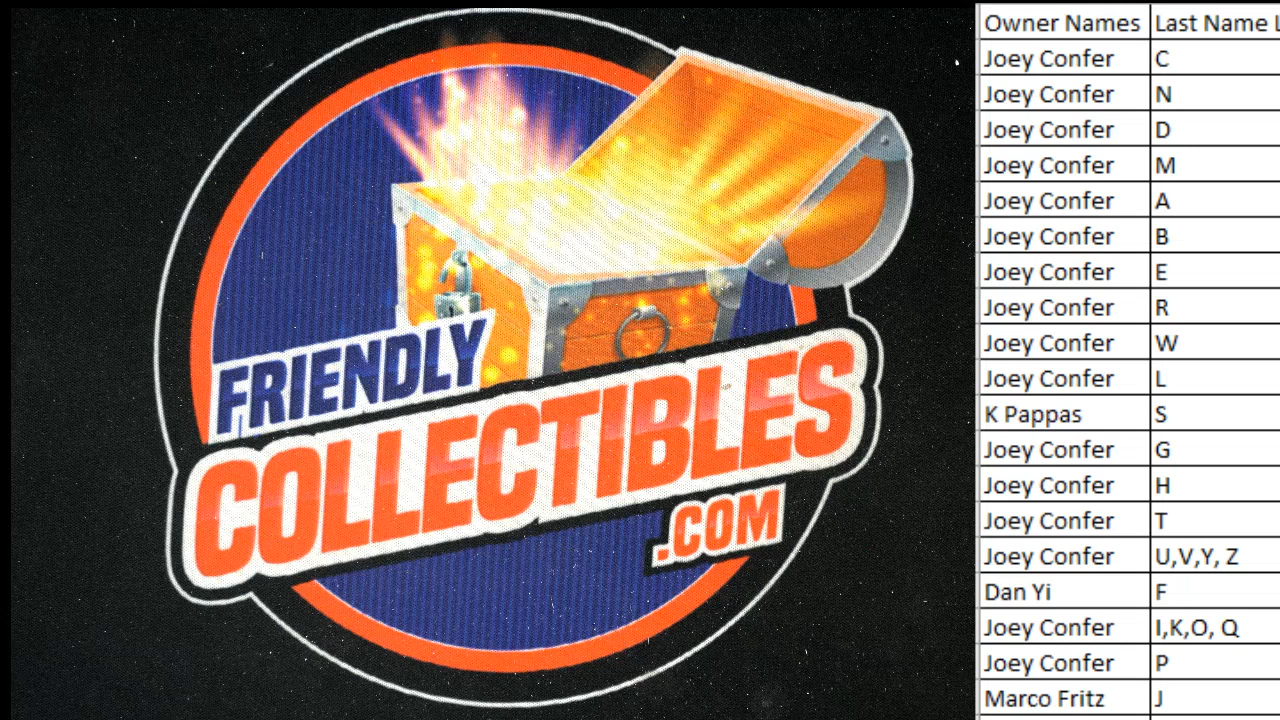 FRIENDLY
COLLECTIBLES
.COM
Owner Names Last Name L
Joey Confer C
Joey Confer N
Joey Confer D
Joey Confer M
Joey Confer A
Joey Confer B
Joey Confer E
Joey Confer R
Joey Confer W
Joey Confer L
K Pappas S
Joey Confer G
Joey Confer H
Joey Confer T
Joey Confer U,V,Y, Z
Dan Yi F
Joey Confer I,K,O, Q
Joey Confer P
Marco Fritz J